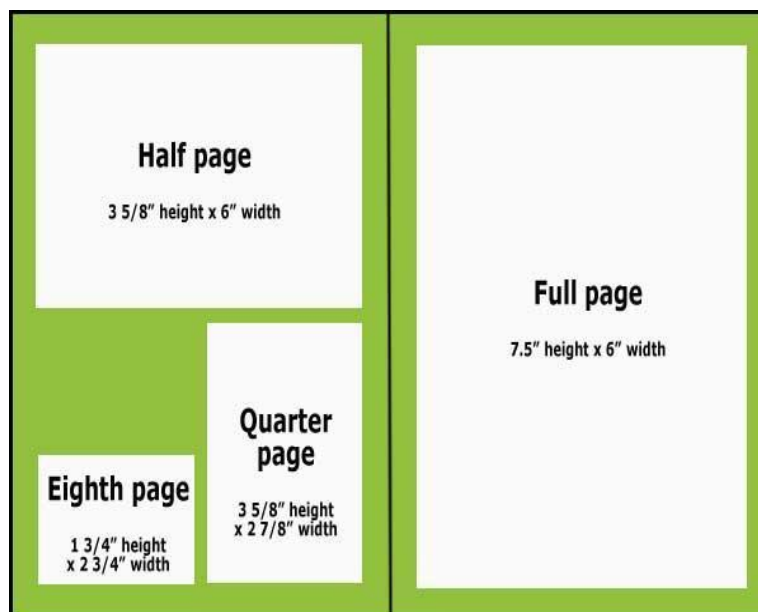 Half page
3 5/8" height x 6" width
Quarter
page
3 5/8" height
x 2 7/8" width
Eighth page
1 3/4" height
x 2 3/4" width
Full page
7.5" height x 6" width